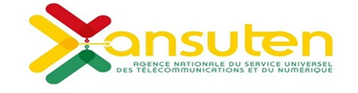 ansuten
AGENCE NATIONALE DU SERVICE UNIVERSEL
DES TÉLÉCOMMUNICATIONS ET DU NUMÉRIQUE